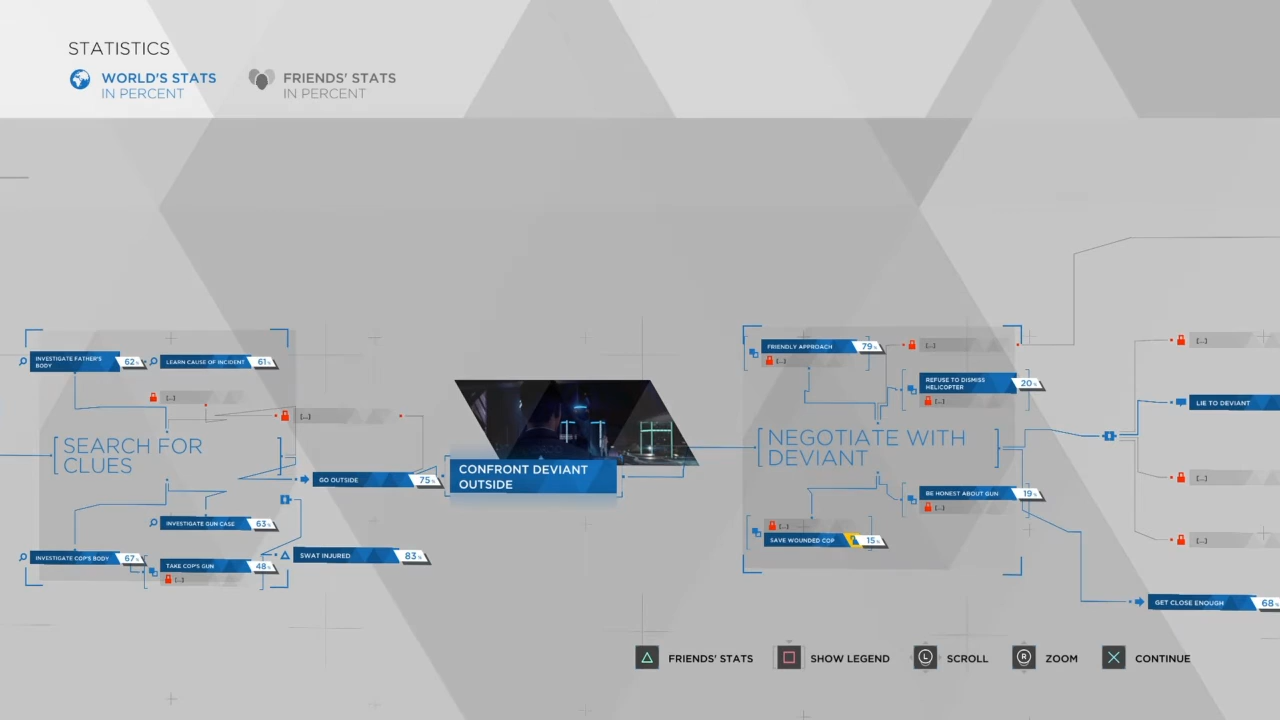 STATISTICS
WORLD'S STATS
IN PERCENT
FRIENDS' STATS
IN PERCENT
INVESTIGATE FATHER'S
BODY
62%
LEARN CAUSE OF INCIDENT
61%
[...]
[...]
SEARCH FOR
CLUES
GO OUTSIDE
75%
INVESTIGATE GUN CASE
63%
INVESTIGATE COP'S BODY
67%
TAKE COP'S GUN
48%
[...]
SWAT INJURED
83%
CONFRONT DEVIANT
OUTSIDE
FRIENDLY APPROACH
79%
[...]
[...]
REFUSE TO DISMISS
HELICOPTER
20%
[...]
NEGOTIATE WITH
DEVIANT
BE HONEST ABOUT GUN
19%
[...]
[...]
SAVE WOUNDED COP
15%
[...]
LIE TO DEVIANT
[...]
[...]
GET CLOSE ENOUGH
68%
FRIENDS' STATS
SHOW LEGEND
L
SCROLL
R
ZOOM
CONTINUE